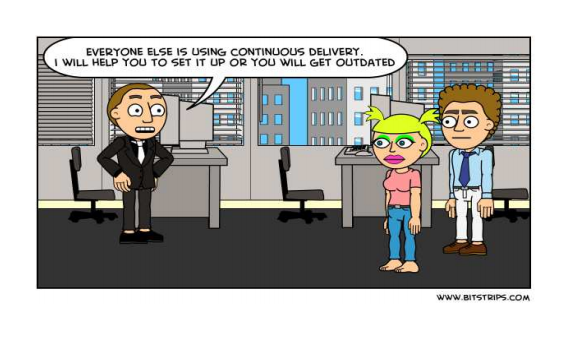 EVERYONE ELSE IS USING CONTINUOUS DELIVERY.
I WILL HELP YOU TO SET IT UP OR YOU WILL GET OUTDATED
WWW.BITSTRIPS.COM